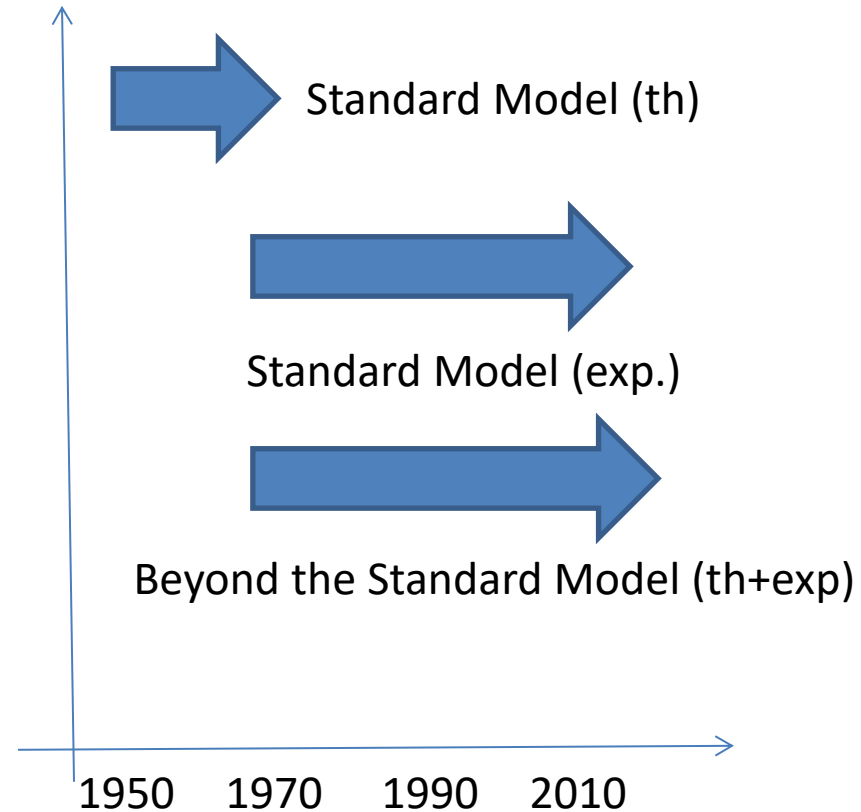 Standard Model (th)
Standard Model (exp.)
Beyond the Standard Model (th+exp)
1950 1970 1990 2010